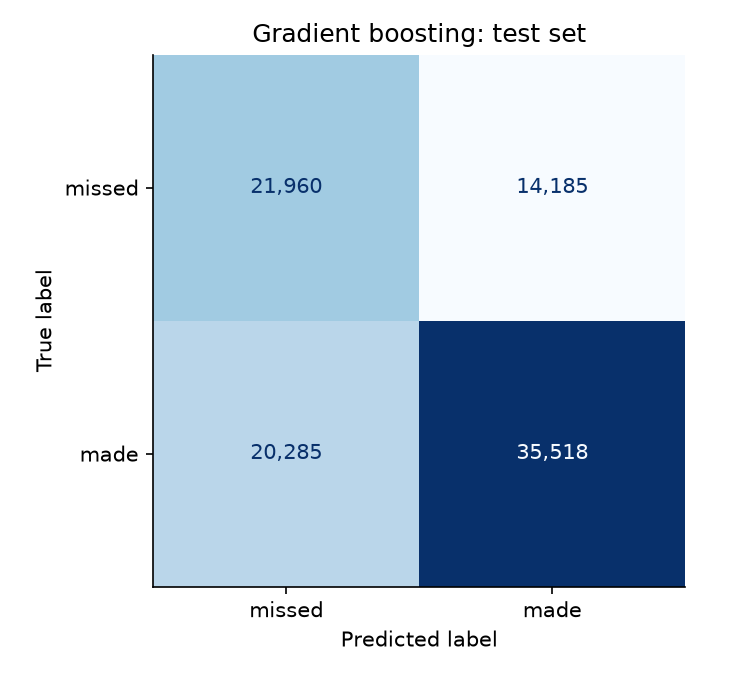 Gradient boosting: test set
True label
missed
21,960
14,185
made
20,285
35,518
missed
made
Predicted label